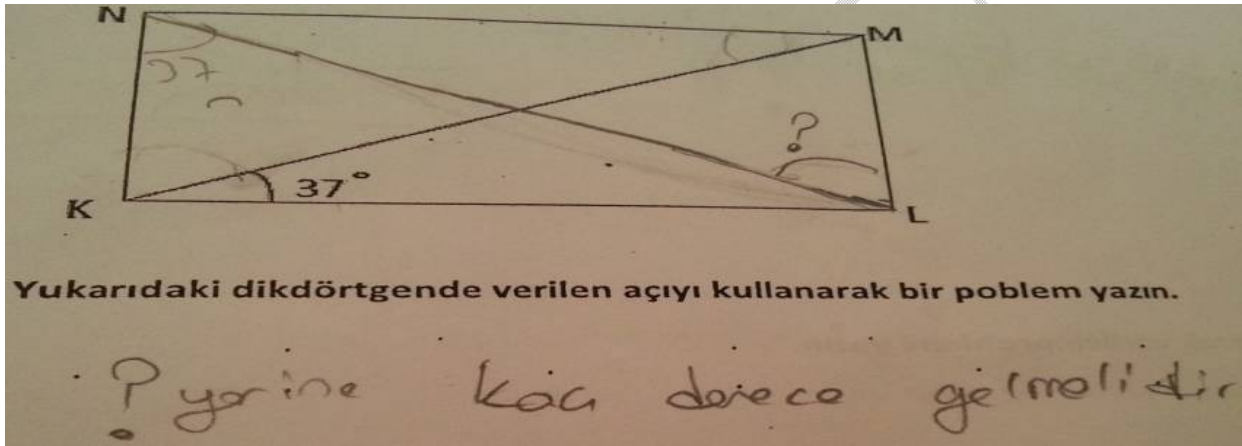 N
M
37
?
37°
K
L
Yukarıdaki dikdörtgende verilen açıyı kullanarak bir poblem yazın.
? yerine kaç derece gelmelidir